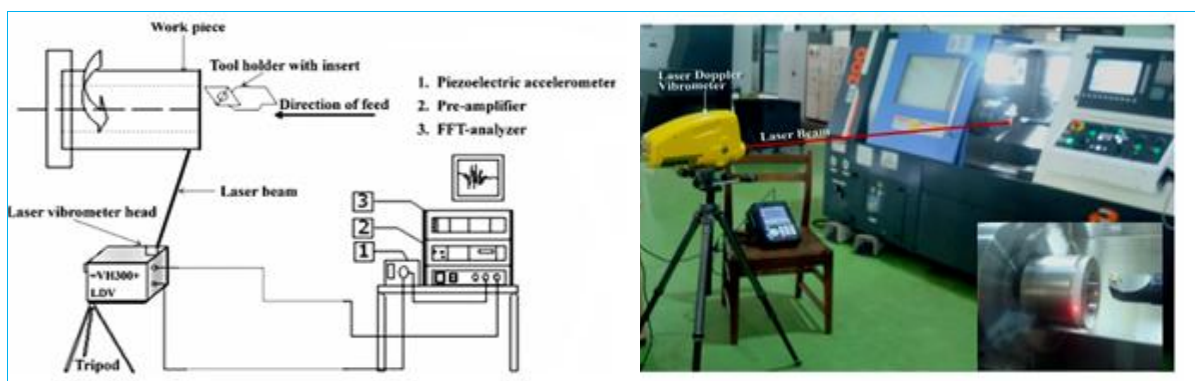 Work piece
Tool holder with insert
Direction of feed
1. Piezoelectric accelerometer
2. Pre-amplifier
3. FFT-analyzer
Laser beam
Laser vibrometer head
3
2
1
~VH300+
LDV
Tripod
Laser Doppler
Vibrometer
Laser Beam
200